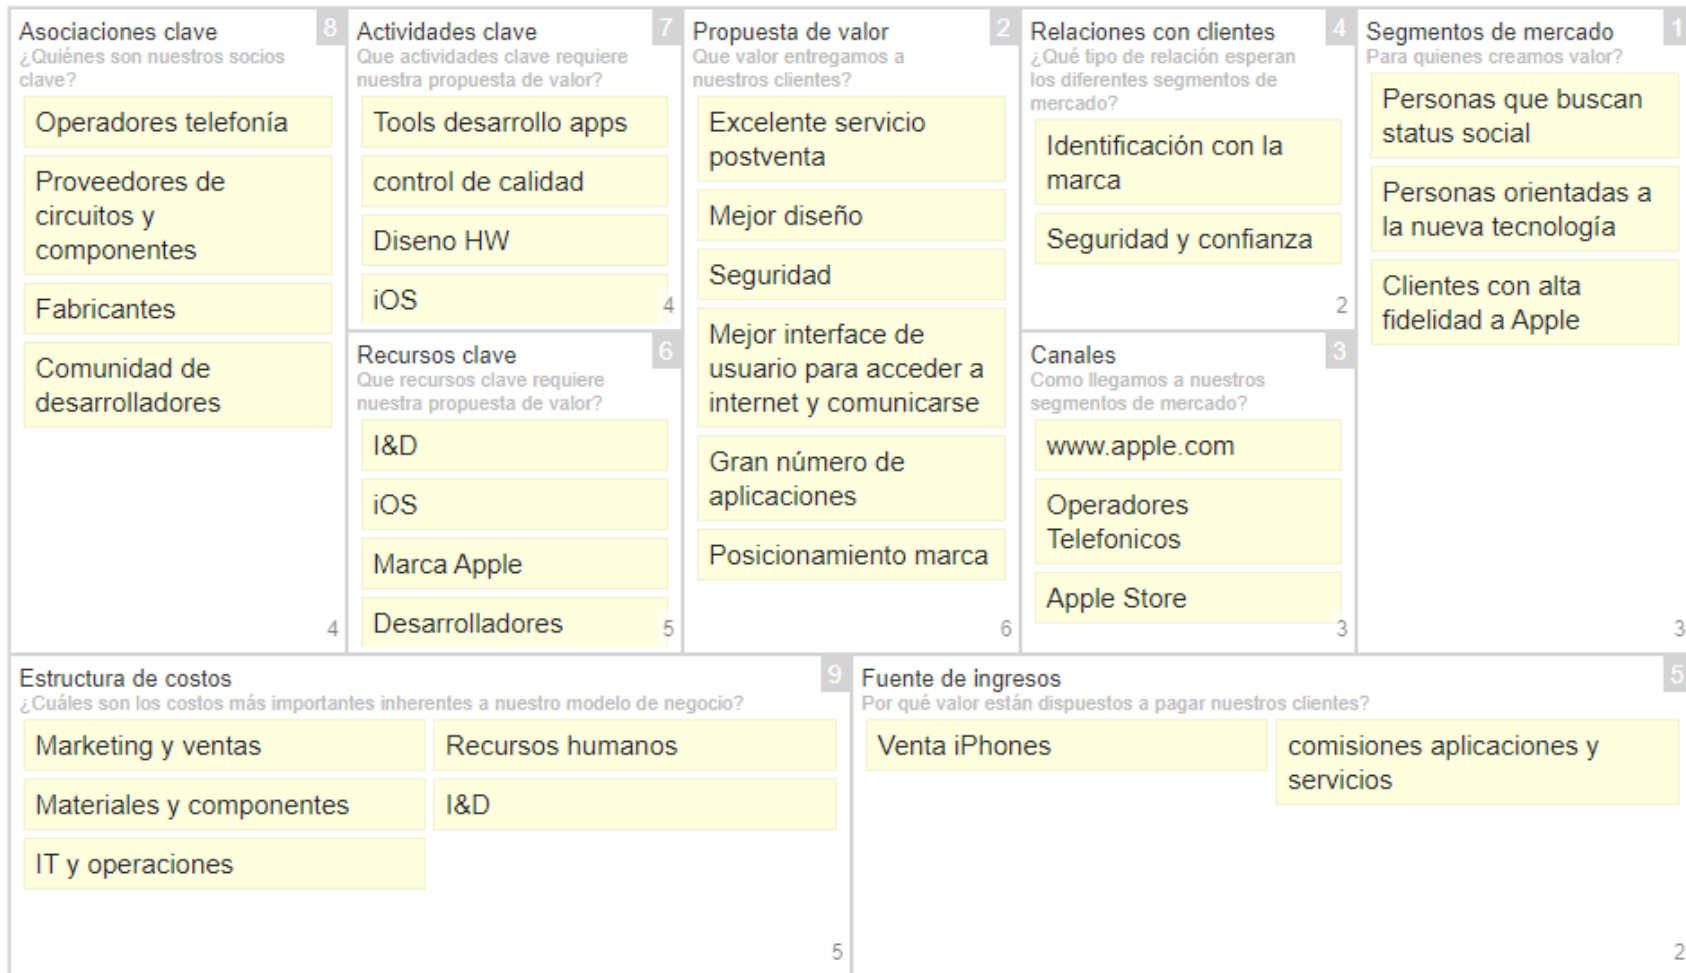 Asociaciones clave 8
¿Quiénes son nuestros socios
clave?
Operadores telefonía
Proveedores de
circuitos y
componentes
Fabricantes
Comunidad de
desarrolladores
4
Actividades clave 7
Que actividades clave requiere
nuestra propuesta de valor?
Tools desarrollo apps
control de calidad
Diseno HW
iOS
4
Recursos clave 6
Que recursos clave requiere
nuestra propuesta de valor?
I&D
iOS
Marca Apple
Desarrolladores
5
Propuesta de valor 2
Que valor entregamos a
nuestros clientes?
Excelente servicio
postventa
Mejor diseño
Seguridad
Mejor interface de
usuario para acceder a
internet y comunicarse
Gran número de
aplicaciones
Posicionamiento marca
6
Relaciones con clientes 4
¿Qué tipo de relación esperan
los diferentes segmentos de
mercado?
Identificación con la
marca
Seguridad y confianza
2
Canales 3
Como llegamos a nuestros
segmentos de mercado?
www.apple.com
Operadores
Telefonicos
Apple Store
3
Segmentos de mercado 1
Para quienes creamos valor?
Personas que buscan
status social
Personas orientadas a
la nueva tecnología
Clientes con alta
fidelidad a Apple
3
Estructura de costos 9
¿Cuáles son los costos más importantes inherentes a nuestro modelo de negocio?
Marketing y ventas
Recursos humanos
Materiales y componentes
I&D
IT y operaciones
5
Fuente de ingresos 5
Por qué valor están dispuestos a pagar nuestros clientes?
Venta iPhones
comisiones aplicaciones y
servicios
2